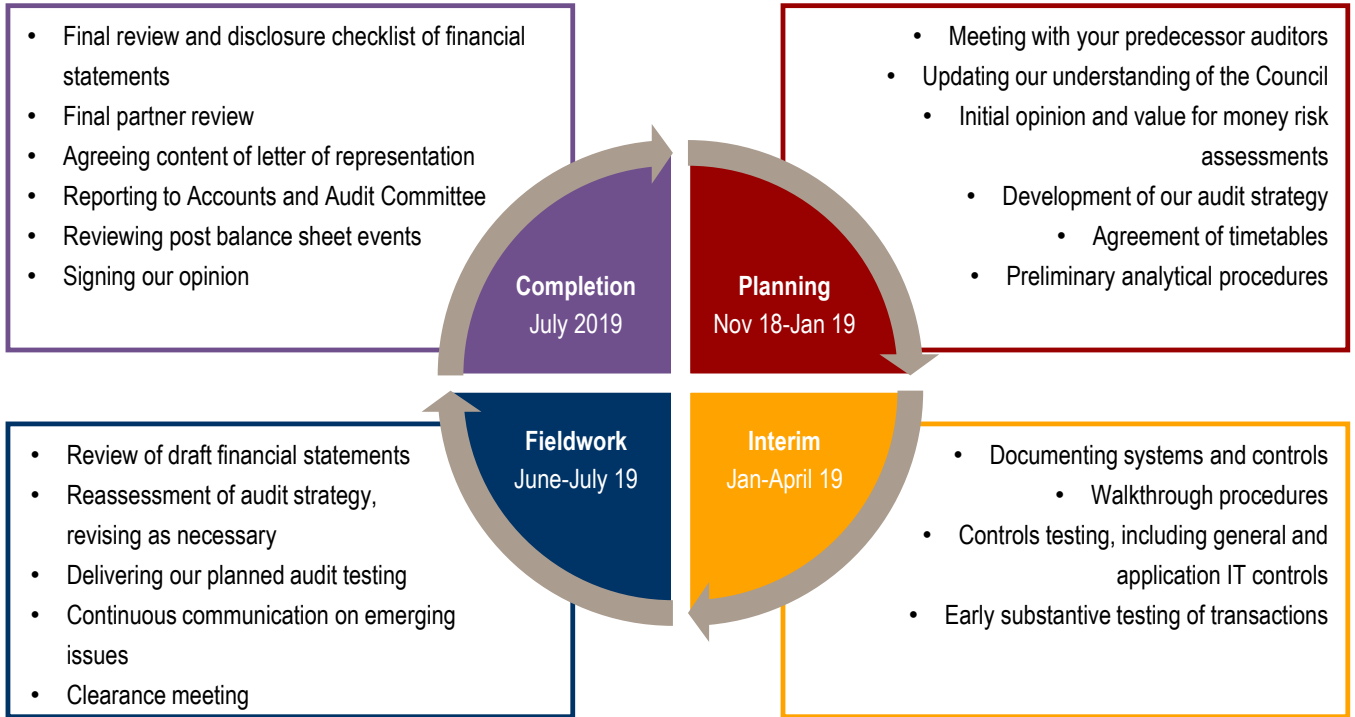 • Final review and disclosure checklist of financial
statements
• Final partner review
• Agreeing content of letter of representation
• Reporting to Accounts and Audit Committee
• Reviewing post balance sheet events
• Signing our opinion
• Meeting with your predecessor auditors
• Updating our understanding of the Council
• Initial opinion and value for money risk
assessments
• Development of our audit strategy
• Agreement of timetables
• Preliminary analytical procedures
Completion
July 2019
Planning
Nov 18-Jan 19
Fieldwork
June-July 19
Interim
Jan-April 19
• Review of draft financial statements
• Reassessment of audit strategy,
revising as necessary
• Delivering our planned audit testing
• Continuous communication on emerging
issues
• Clearance meeting
• Documenting systems and controls
• Walkthrough procedures
• Controls testing, including general and
application IT controls
• Early substantive testing of transactions